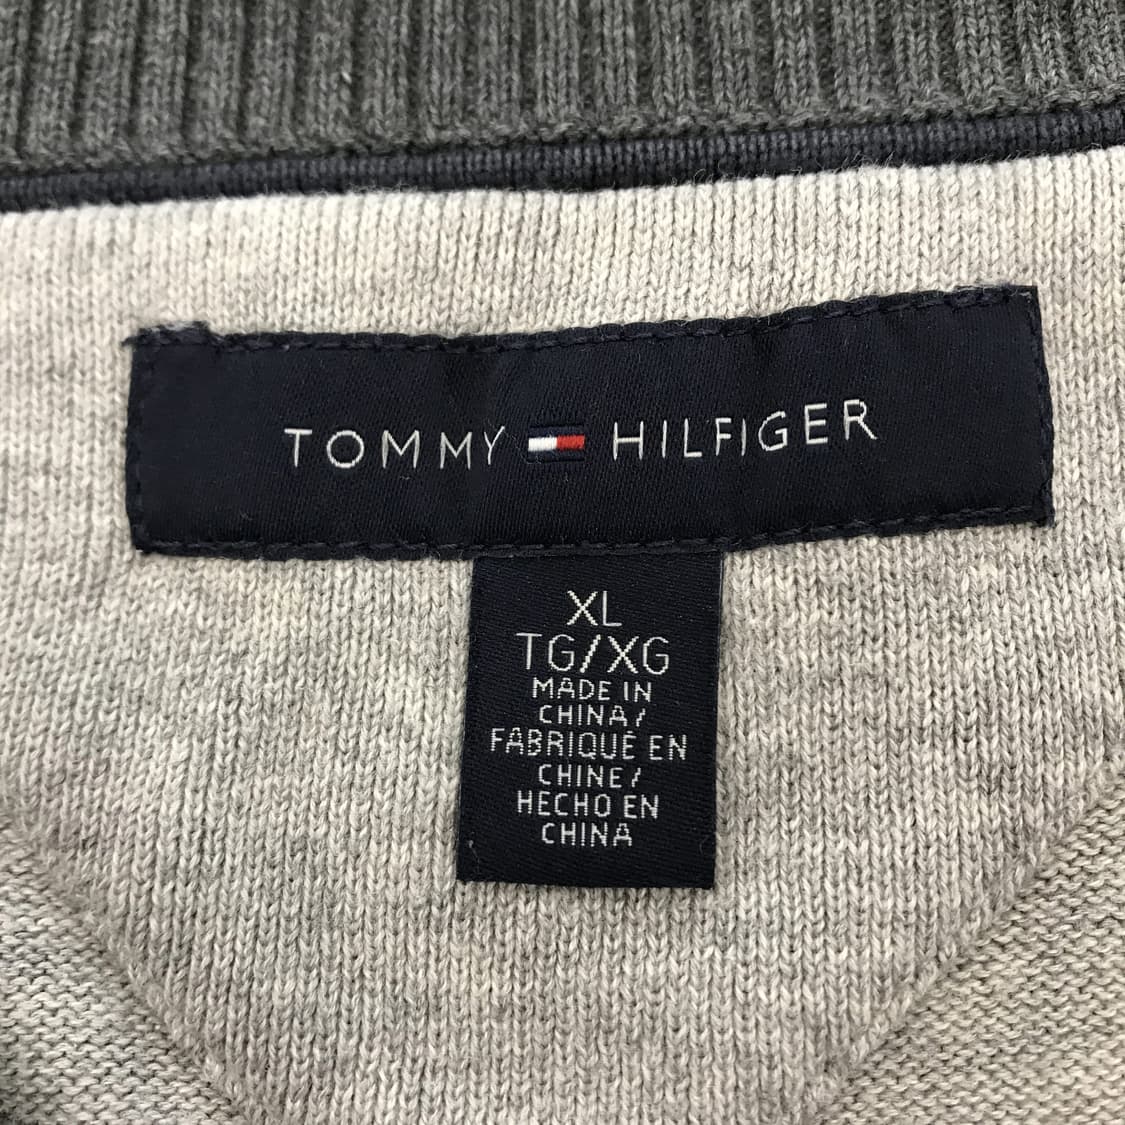 TOMMY HILFIGER
XL
TG/XG
MADE IN
CHINA/
FABRIQUÉ EN
CHINE/
HECHO EN
CHINA